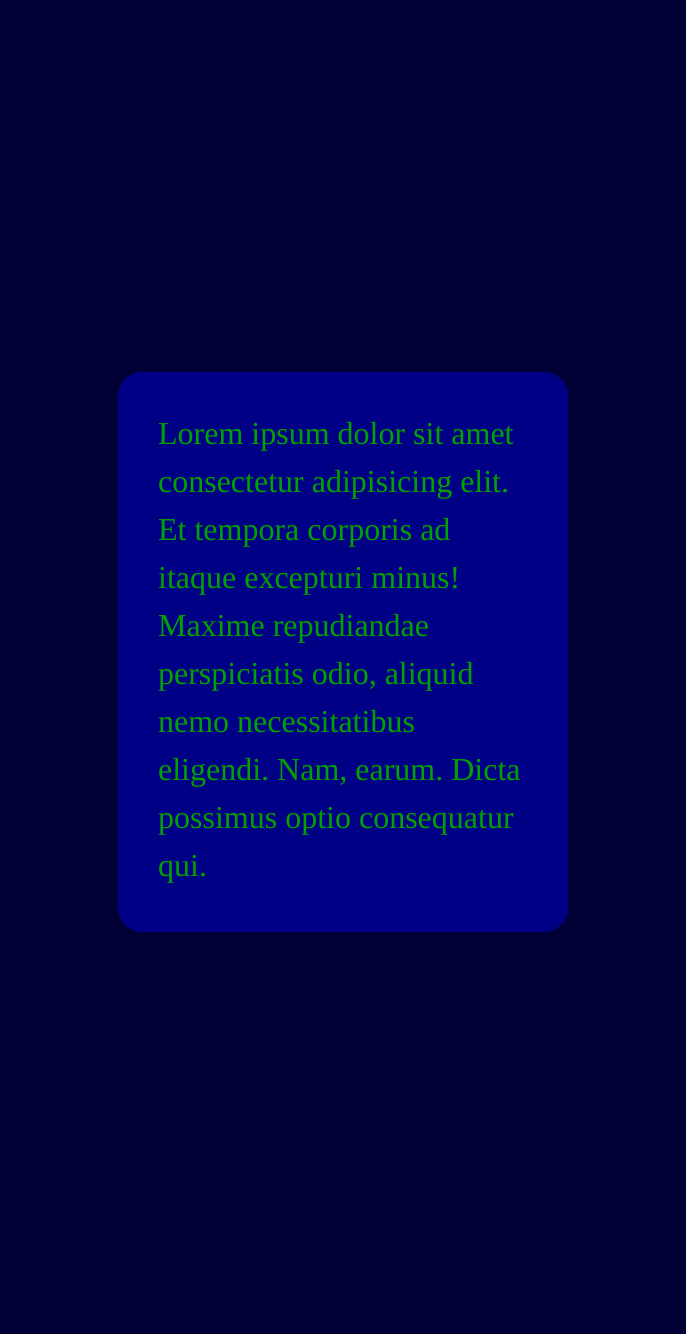 Lorem ipsum dolor sit amet
consectetur adipisicing elit.
Et tempora corporis ad
itaque excepturi minus!
Maxime repudiandae
perspiciatis odio, aliquid
nemo necessitatibus
eligendi. Nam, earum. Dicta
possimus optio consequatur
qui.